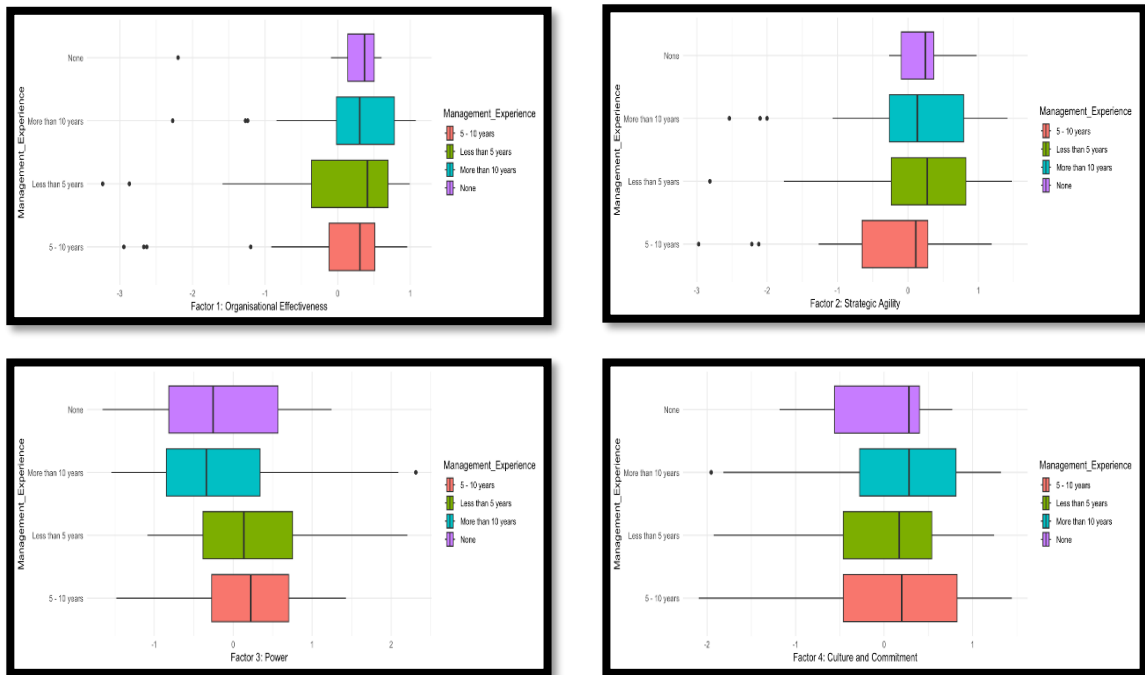 None
More than 10 years
Less than 5 years
5 - 10 years
Management_Experience
-3
-2
-1
0
1
Factor 1: Organisational Effectiveness
Management_Experience
5 - 10 years
Less than 5 years
More than 10 years
None
None
More than 10 years
Less than 5 years
5 - 10 years
Management_Experience
-3
-2
-1
0
1
Factor 2: Strategic Agility
Management_Experience
5 - 10 years
Less than 5 years
More than 10 years
None
None
More than 10 years
Less than 5 years
5 - 10 years
Management_Experience
-1
0
1
2
Factor 3: Power
Management_Experience
5 - 10 years
Less than 5 years
More than 10 years
None
None
More than 10 years
Less than 5 years
5 - 10 years
Management_Experience
-2
-1
0
1
Factor 4: Culture and Commitment
Management_Experience
5 - 10 years
Less than 5 years
More than 10 years
None